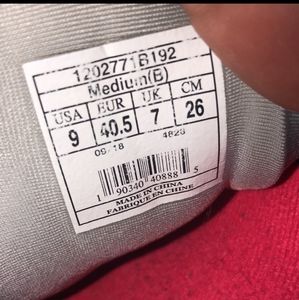 1202771B192
Medium(B)
USA EUR UK CM
9 40.5 7 26
09/18 4828
1 90340 40888 5
MADE IN CHINA
FABRIQUE EN CHINE